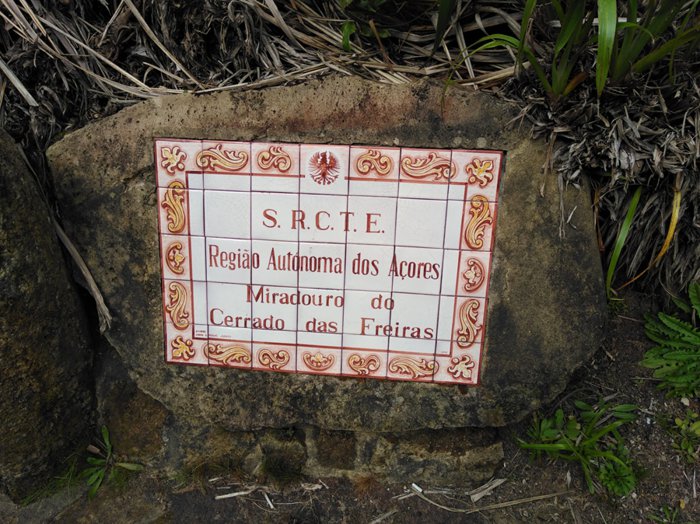 S.R.C.T.E.
Região Autónoma dos Açores
Miradouro do
Cerrado das Freiras